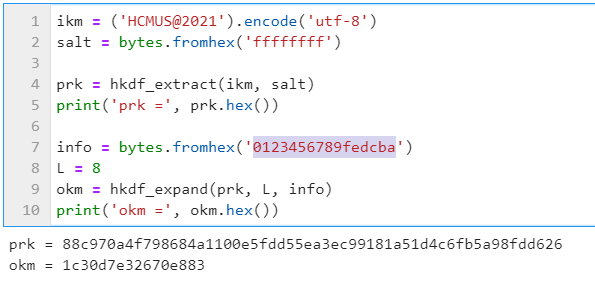 1 ikm = ('HCMUS@2021').encode('utf-8')
2 salt = bytes.fromhex('ffffffff')
3
4 prk = hkdf_extract(ikm, salt)
5 print('prk =', prk.hex())
6
7 info = bytes.fromhex('0123456789fedcba')
8 L = 8
9 okm = hkdf_expand(prk, L, info)
10 print('okm =', okm.hex())
prk = 88c970a4f798684a1100e5fdd55ea3ec99181a51d4c6fb5a98fdd626
okm = 1c30d7e32670e883